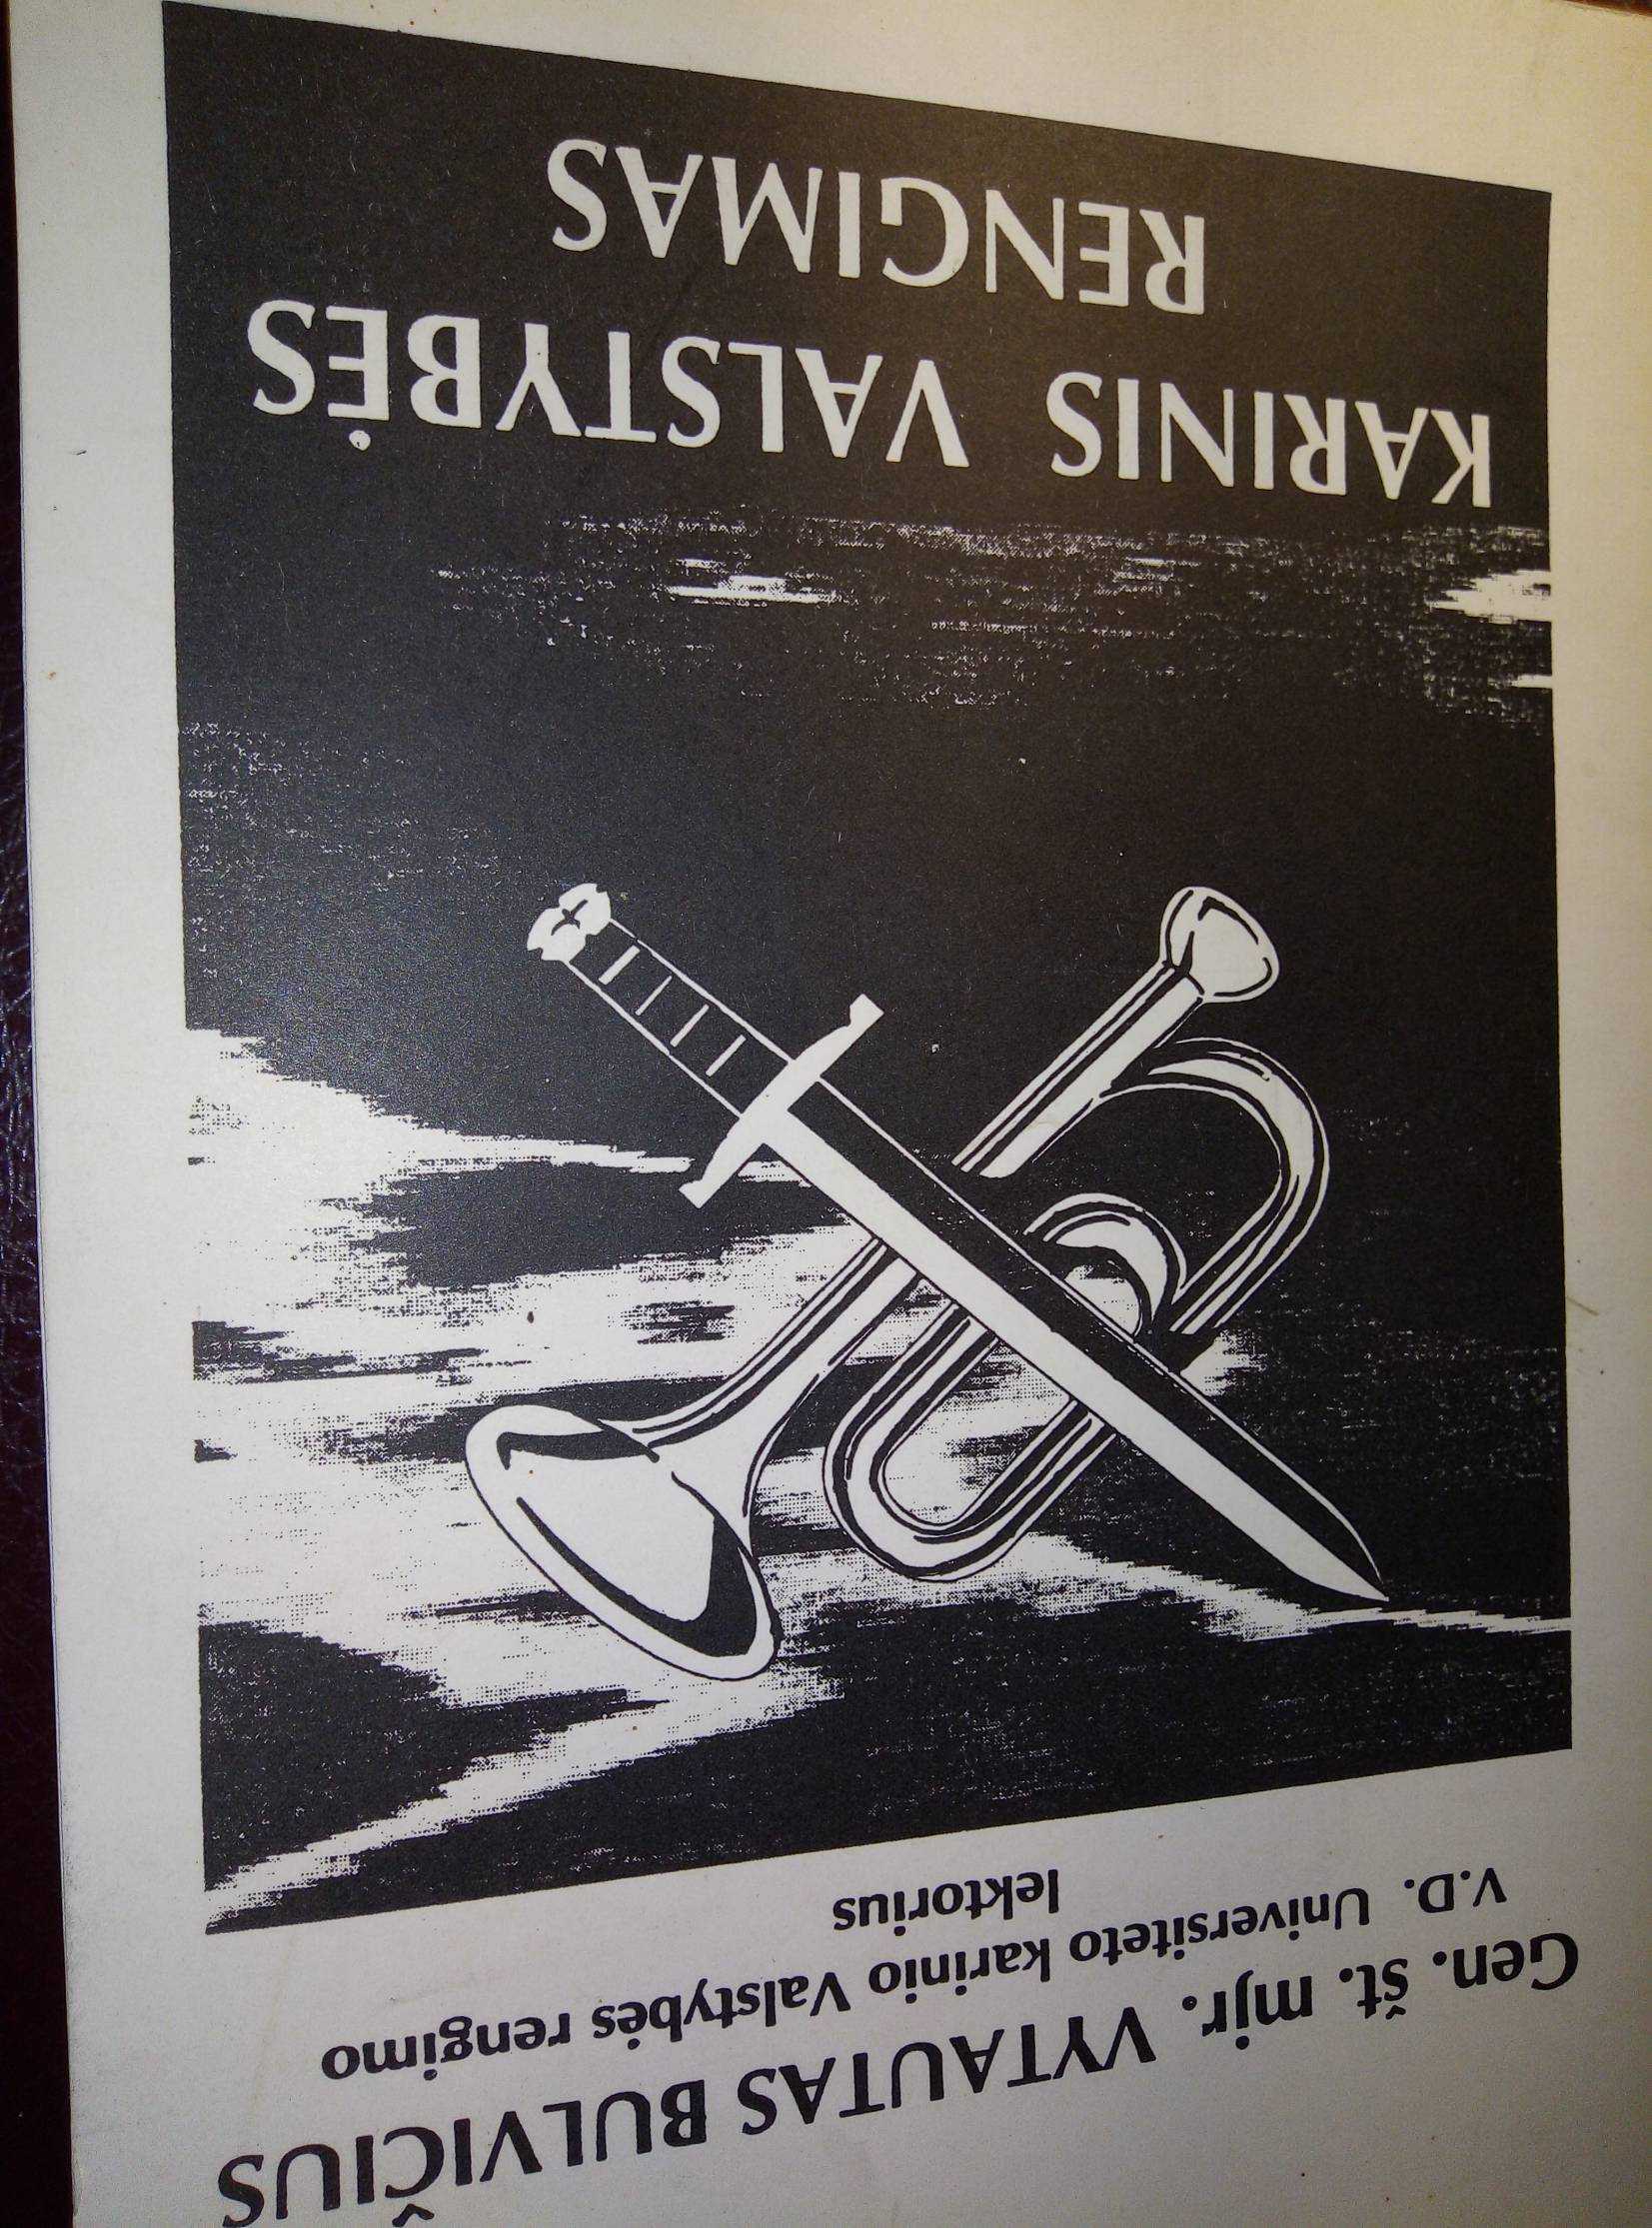 Gen. št. mjr. VYTAUTAS BULVIČIUS
V.D. Universiteto karinio Valstybės rengimo
lektorius
KARINIS VALSTYBĖS
RENGIMAS